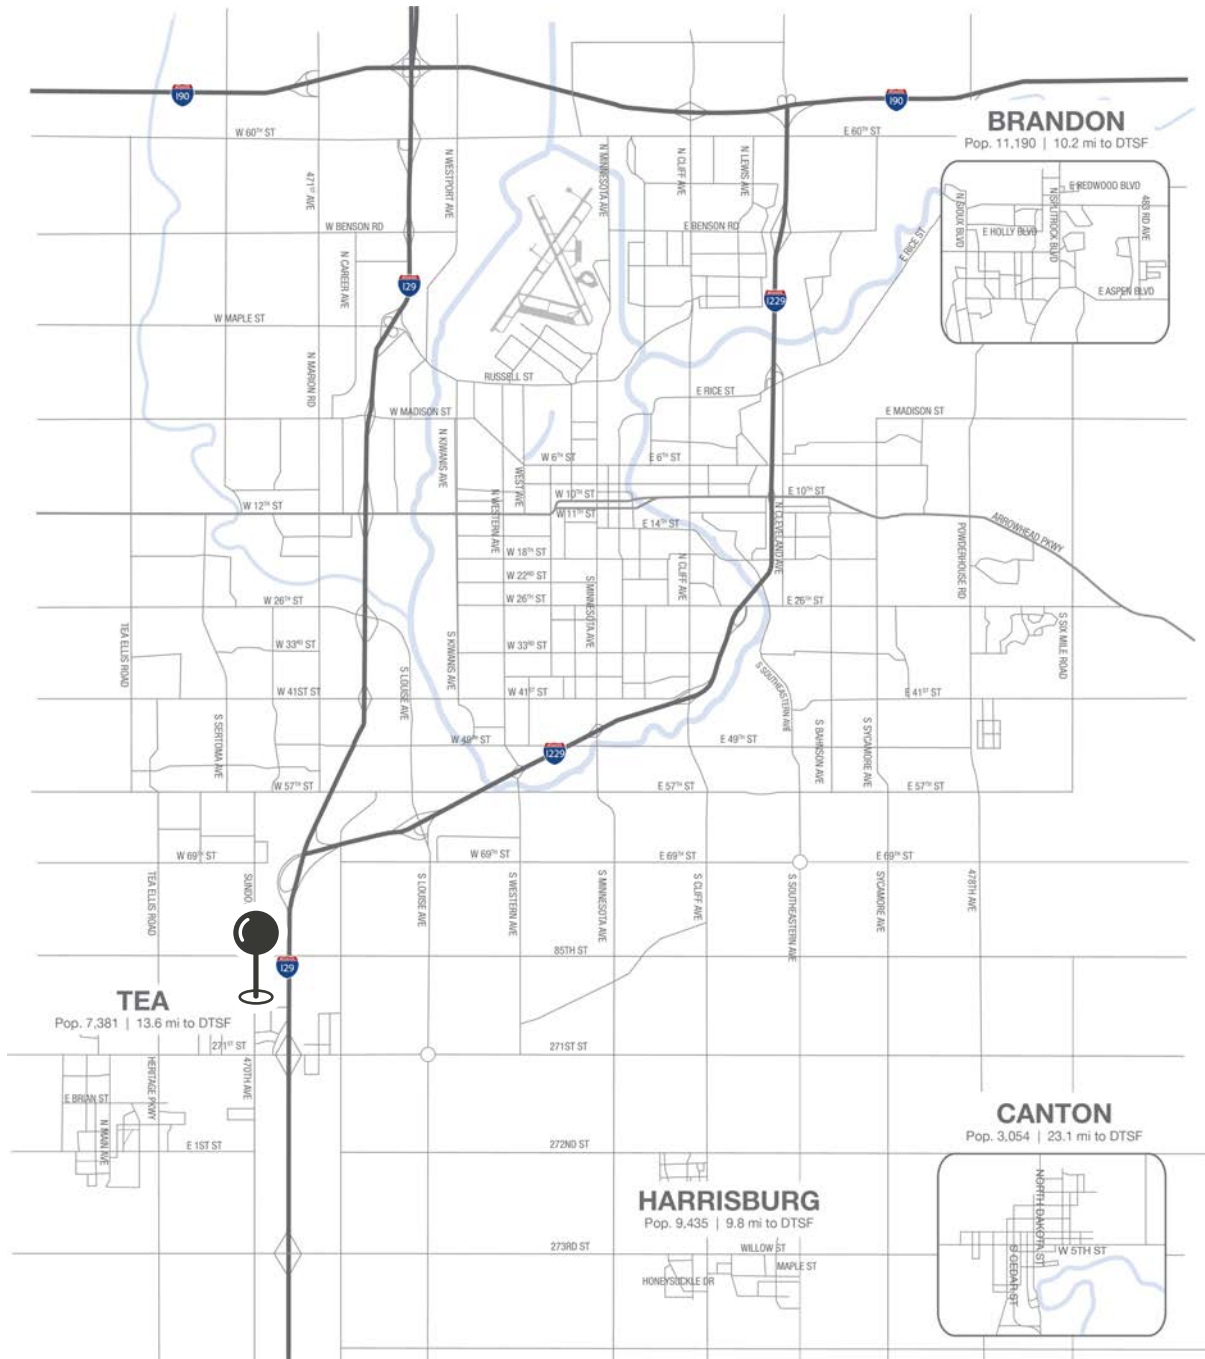 I90
I90
W 60TH ST
E 60TH ST
BRANDON
Pop. 11,190 | 10.2 mi to DTSF
471ST AVE
N WESTPORT AVE
N MINNESOTA AVE
N CLIFF AVE
N LEWIS AVE
E REDWOOD BLVD
N SIOUX BLVD
N SPLITROCK BLVD
483 RD AVE
E HOLLY BLVD
E ASPEN BLVD
W BENSON RD
E BENSON RD
E RICE ST
N CAREER AVE
I29
I229
W MAPLE ST
N MARION RD
RUSSELL ST
E RICE ST
W MADISON ST
E MADISON ST
N KIWANIS AVE
W 6TH ST
E 6TH ST
WEST AVE
N WESTERN AVE
W 10TH ST
E 10TH ST
W 12TH ST
W 11TH ST
E 14TH ST
N CLEVELAND AVE
ARROWHEAD PKWY
POWDERHOUSE RD
W 18TH ST
N CLIFF AVE
W 22ND ST
S MINNESOTA AVE
W 26TH ST
W 26TH ST
E 26TH ST
TEA ELLIS ROAD
W 33RD ST
S KIWANIS AVE
W 33RD ST
S SIX MILE ROAD
S LOUISE AVE
S SOUTHEASTERN AVE
W 41ST ST
W 41ST ST
E 41ST ST
S SERTOMA AVE
S BAHNSON AVE
S SYCAMORE AVE
W 49TH ST
E 49TH ST
I229
W 57TH ST
E 57TH ST
E 57TH ST
W 69TH ST
W 69TH ST
E 69TH ST
E 69TH ST
TEA ELLIS ROAD
S LOUISE AVE
S WESTERN AVE
S MINNESOTA AVE
S CLIFF AVE
S SOUTHEASTERN AVE
SYCAMORE AVE
478TH AVE
85TH ST
I29
TEA
Pop. 7,381 | 13.6 mi to DTSF
271ST ST
271ST ST
HERITAGE PKWY
470TH AVE
E BRIAN ST
N MAIN AVE
E 1ST ST
272ND ST
CANTON
Pop. 3,054 | 23.1 mi to DTSF
HARRISBURG
Pop. 9,435 | 9.8 mi to DTSF
NORTH DAKOTA ST
W 5TH ST
S CEDAR ST
273RD ST
WILLOW ST
MAPLE ST
HONEYSUCKLE DR